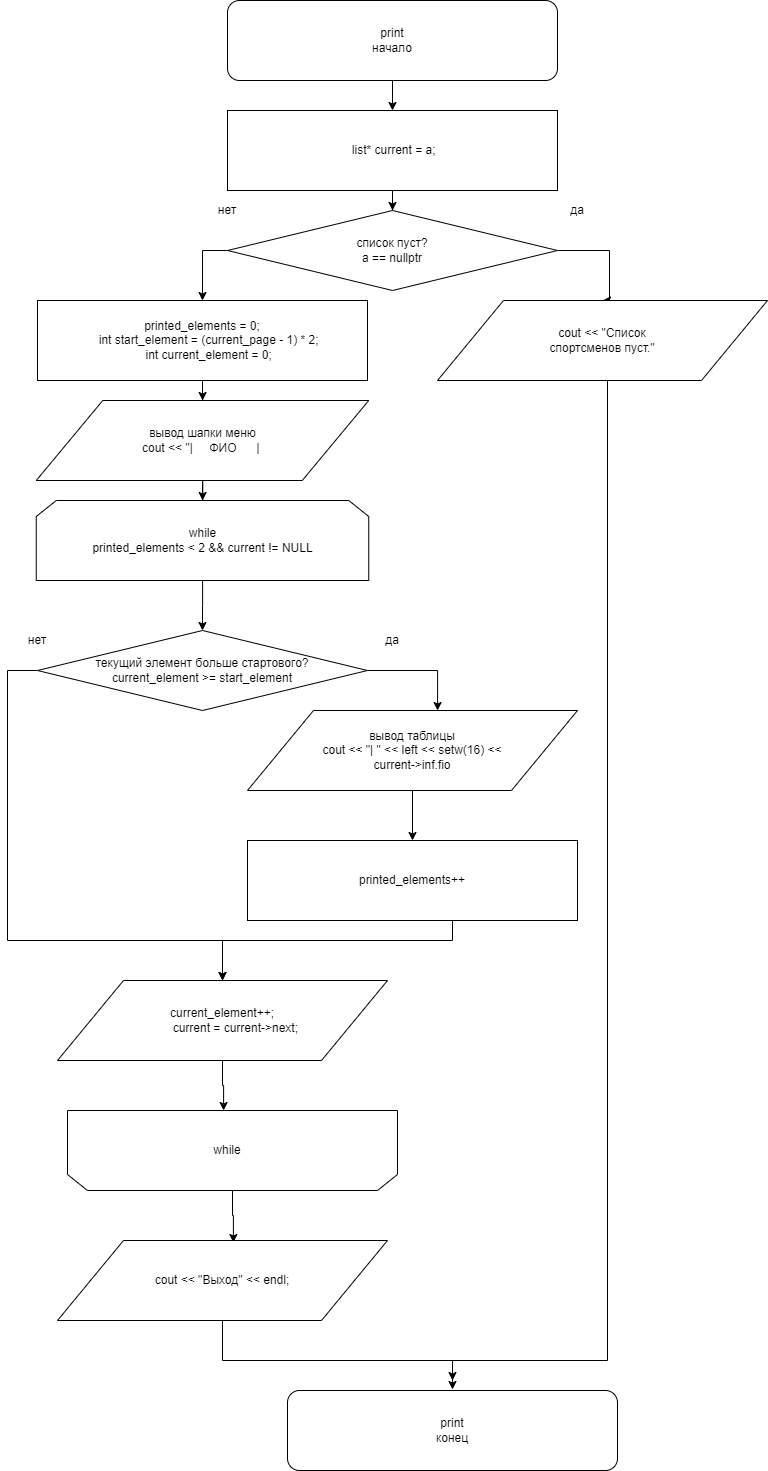 print
начало
list* current = a;
нет
да
список пуст?
a == nullptr
printed_elements = 0;
int start_element = (current_page - 1) * 2;
int current_element = 0;
cout << "Список
спортсменов пуст."
вывод шапки меню
cout << "|     ФИО      |
while
printed_elements < 2 && current != NULL
нет
да
текущий элемент больше стартового?
current_element >= start_element
вывод таблицы
cout << "| " << left << setw(16) <<
current->inf.fio
printed_elements++
current_element++;
current = current->next;
while
cout << "Выход" << endl;
print
конец